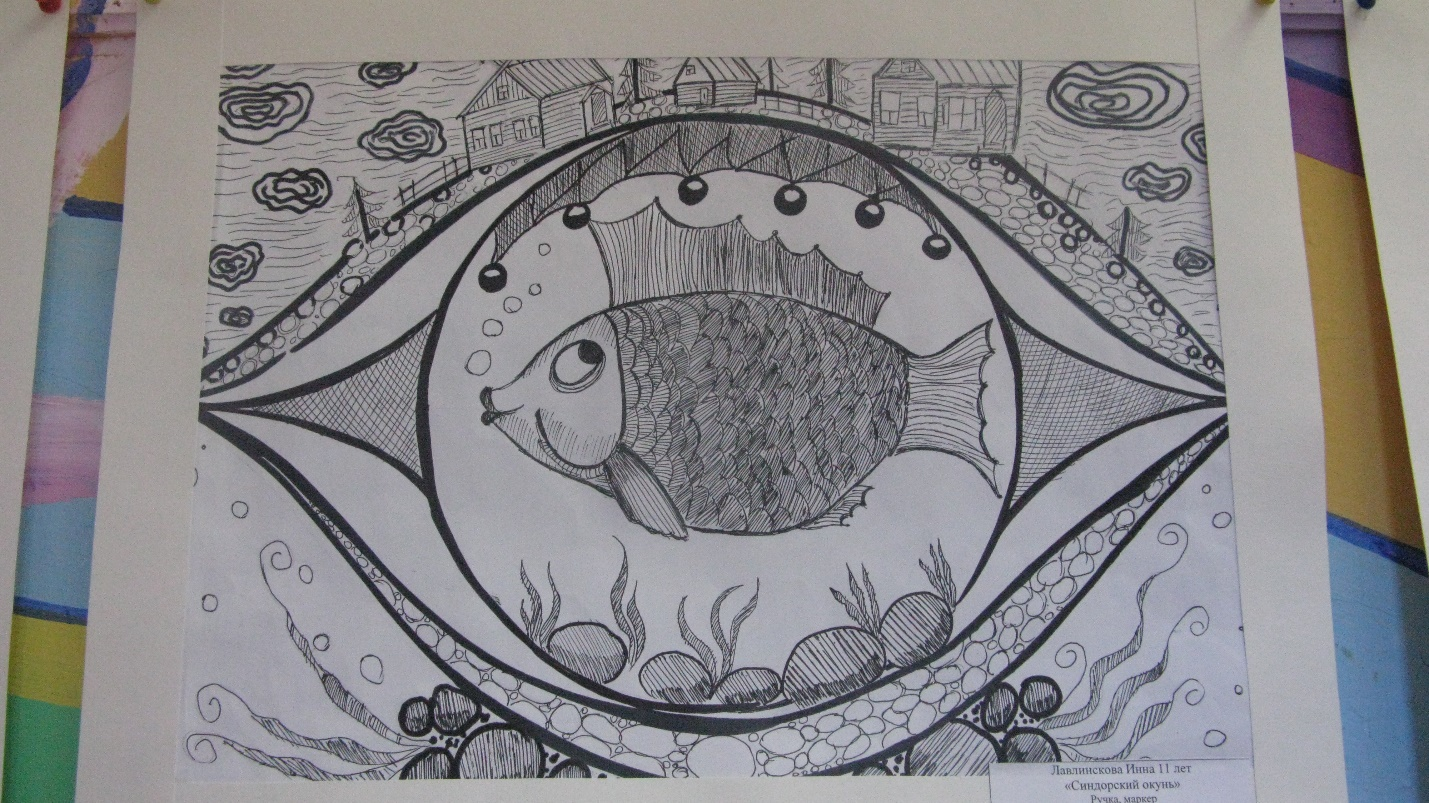 Лавлинскова Инна 11 лет
«Синдорский окунь»
Ручка, маркер